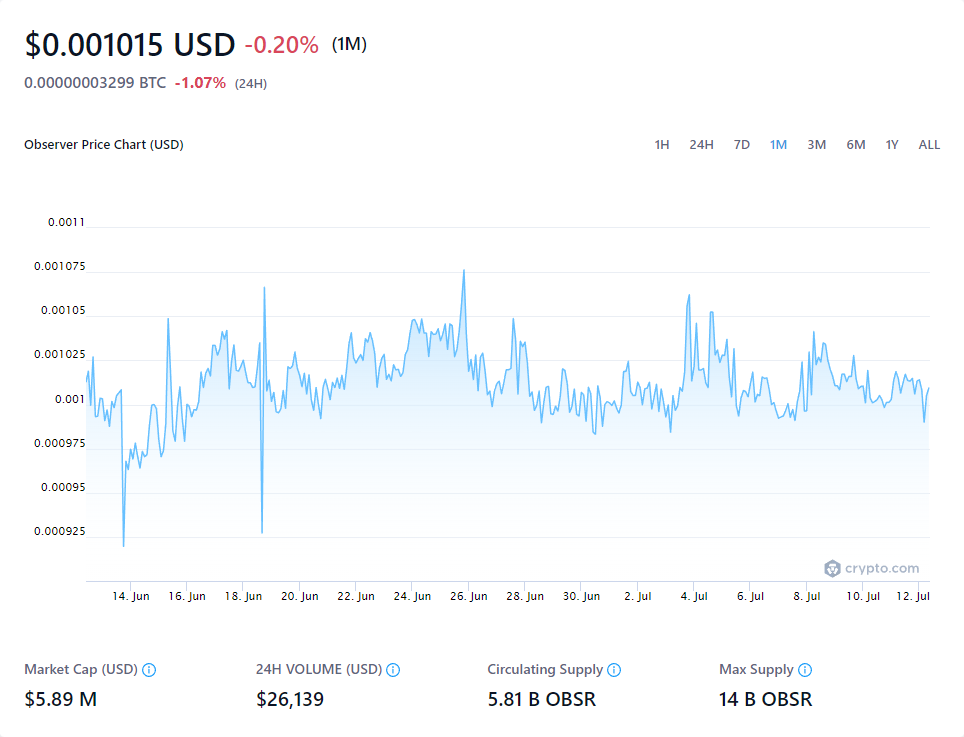 $0.001015 USD -0.20% (1M)
0.00000003299 BTC -1.07% (24H)
Observer Price Chart (USD) 1H 24H 7D 1M 3M 6M 1Y ALL
0.0011
0.001075
0.00105
0.001025
0.001
0.000975
0.00095
0.000925
crypto.com
14. Jun 16. Jun 18. Jun 20. Jun 22. Jun 24. Jun 26. Jun 28. Jun 30. Jun 2. Jul 4. Jul 6. Jul 8. Jul 10. Jul 12. Jul
Market Cap (USD) 24H VOLUME (USD) Circulating Supply Max Supply
$5.89 M $26,139 5.81 B OBSR 14 B OBSR